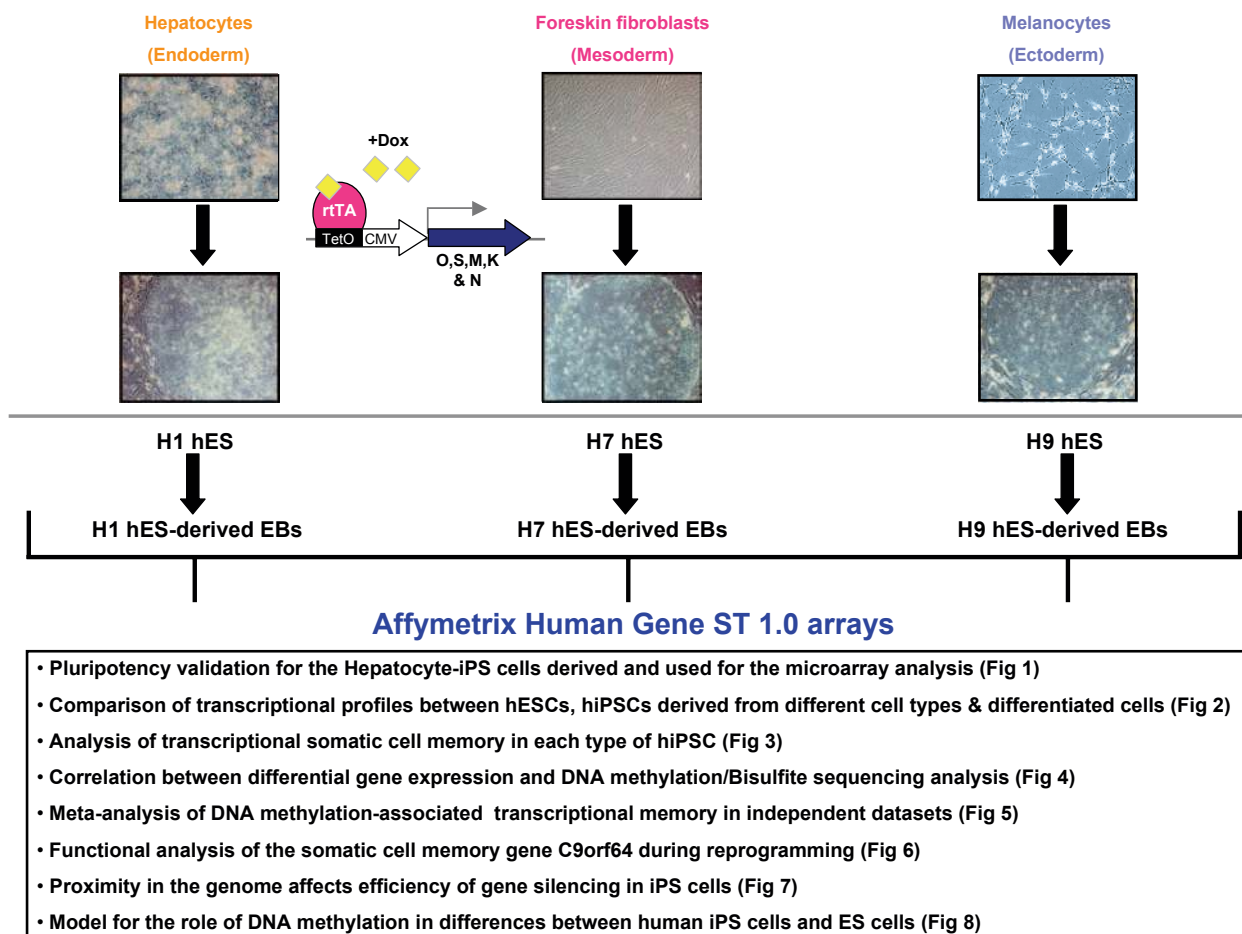 Hepatocytes
(Endoderm)
Foreskin fibroblasts
(Mesoderm)
Melanocytes
(Ectoderm)
+Dox
rtTA
TetO
CMV
O,S,M,K
& N
H1 hES
H7 hES
H9 hES
H1 hES-derived EBs
H7 hES-derived EBs
H9 hES-derived EBs
Affymetrix Human Gene ST 1.0 arrays
• Pluripotency validation for the Hepatocyte-iPS cells derived and used for the microarray analysis (Fig 1)
• Comparison of transcriptional profiles between hESCs, hiPSCs derived from different cell types & differentiated cells (Fig 2)
• Analysis of transcriptional somatic cell memory in each type of hiPSC (Fig 3)
• Correlation between differential gene expression and DNA methylation/Bisulfite sequencing analysis (Fig 4)
• Meta-analysis of DNA methylation-associated transcriptional memory in independent datasets (Fig 5)
• Functional analysis of the somatic cell memory gene C9orf64 during reprogramming (Fig 6)
• Proximity in the genome affects efficiency of gene silencing in iPS cells (Fig 7)
• Model for the role of DNA methylation in differences between human iPS cells and ES cells (Fig 8)